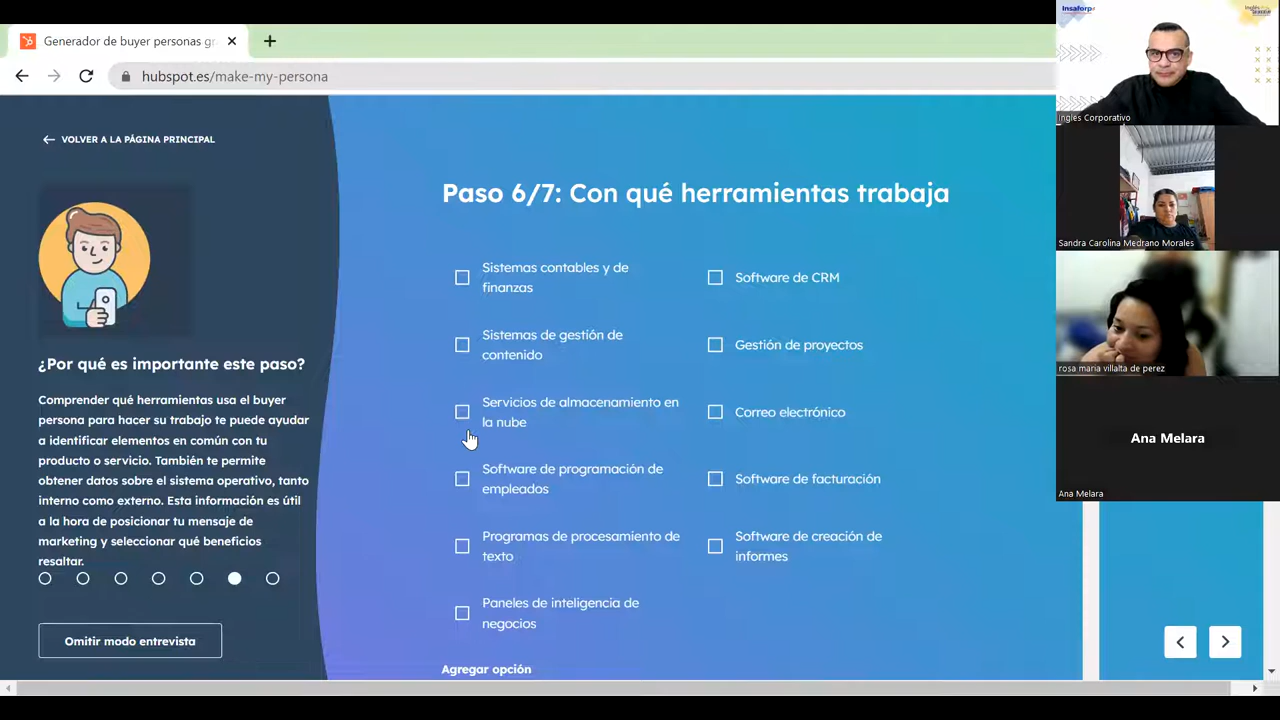 Generador de buyer personas gr
hubspot.es/make-my-persona
VOLVER A LA PÁGINA PRINCIPAL
¿Por qué es importante este paso?
Comprender qué herramientas usa el buyer
persona para hacer su trabajo te puede ayudar
a identificar elementos en común con tu
producto o servicio. También te permite
obtener datos sobre el sistema operativo, tanto
interno como externo. Esta información es útil
a la hora de posicionar tu mensaje de
marketing y seleccionar qué beneficios
resaltar.
Omitir modo entrevista
Paso 6/7: Con qué herramientas trabaja
Sistemas contables y de
finanzas
Software de CRM
Sistemas de gestión de
contenido
Gestión de proyectos
Servicios de almacenamiento en
la nube
Correo electrónico
Software de programación de
empleados
Software de facturación
Programas de procesamiento de
texto
Software de creación de
informes
Paneles de inteligencia de
negocios
Agregar opción
Insaforp
Inglés Corporativo
Sandra Carolina Medrano Morales
rosa maria villalta de perez
Ana Melara
Ana Melara